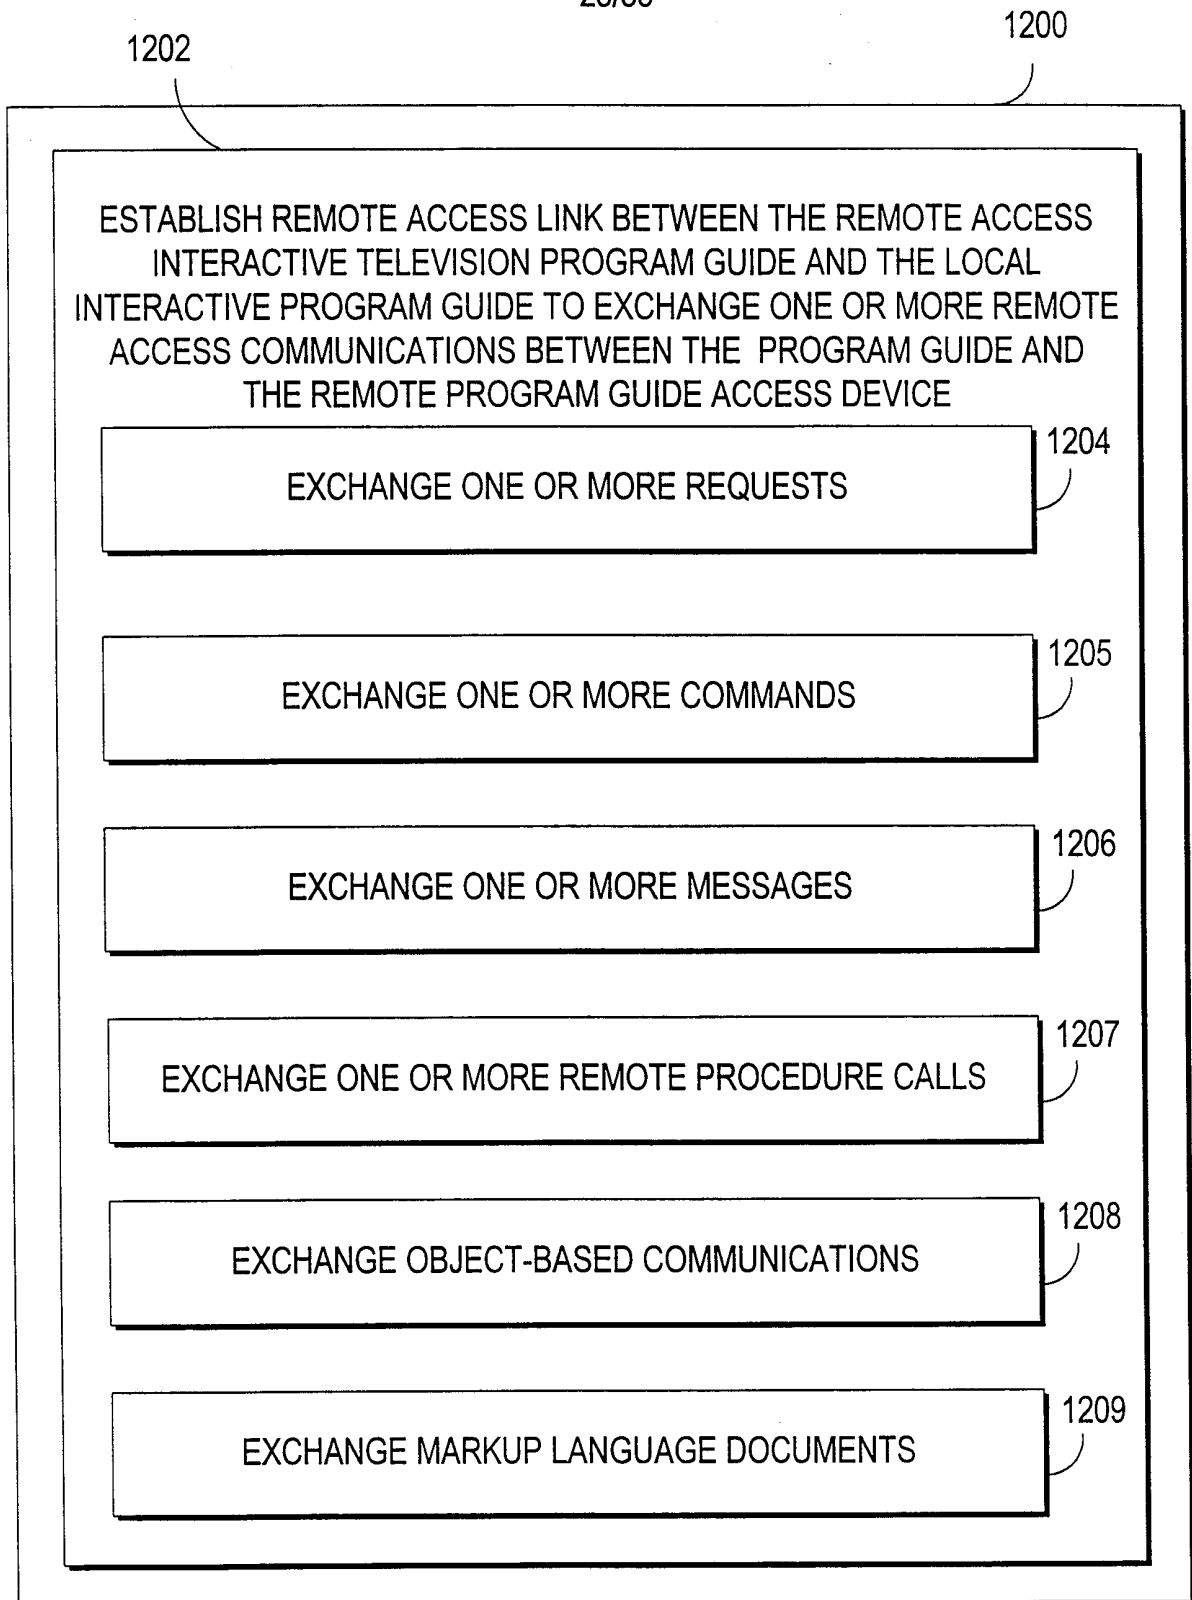 1202
1200
ESTABLISH REMOTE ACCESS LINK BETWEEN THE REMOTE ACCESS
INTERACTIVE TELEVISION PROGRAM GUIDE AND THE LOCAL
INTERACTIVE PROGRAM GUIDE TO EXCHANGE ONE OR MORE REMOTE
ACCESS COMMUNICATIONS BETWEEN THE PROGRAM GUIDE AND
THE REMOTE PROGRAM GUIDE ACCESS DEVICE
1204
EXCHANGE ONE OR MORE REQUESTS
1205
EXCHANGE ONE OR MORE COMMANDS
1206
EXCHANGE ONE OR MORE MESSAGES
1207
EXCHANGE ONE OR MORE REMOTE PROCEDURE CALLS
1208
EXCHANGE OBJECT-BASED COMMUNICATIONS
1209
EXCHANGE MARKUP LANGUAGE DOCUMENTS